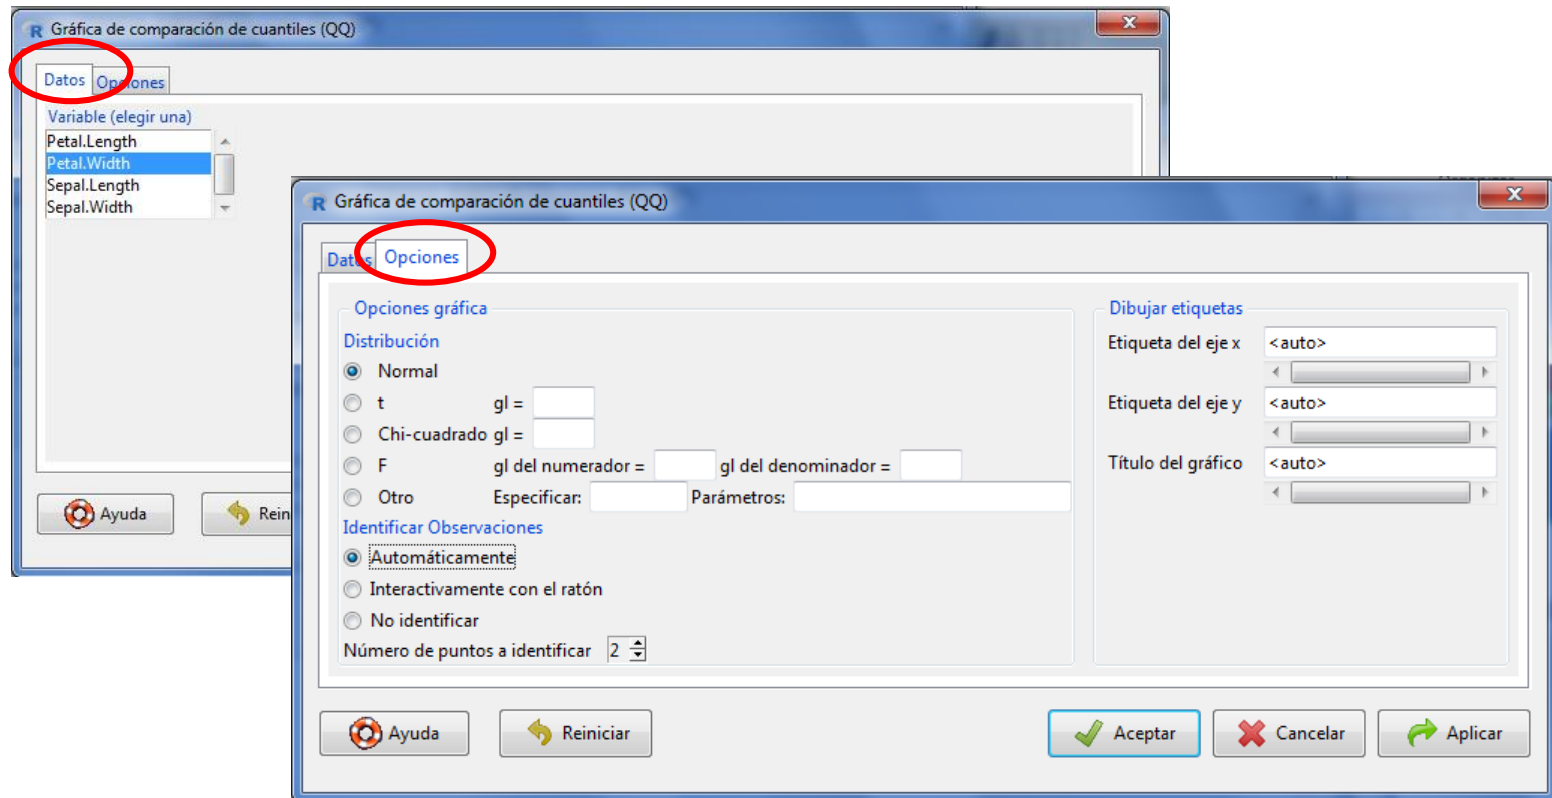 Gráfica de comparación de cuantiles (QQ)
Datos Opciones
Variable (elegir una)
Petal.Length
Petal.Width
Sepal.Length
Sepal.Width
Ayuda Rein
Gráfica de comparación de cuantiles (QQ)
Datos Opciones
Opciones gráfica
Distribución
Normal
t gl =
Chi-cuadrado gl =
F gl del numerador = gl del denominador =
Otro Especificar: Parámetros:
Identificar Observaciones
Automáticamente
Interactivamente con el ratón
No identificar
Número de puntos a identificar 2
Dibujar etiquetas
Etiqueta del eje x <auto>
Etiqueta del eje y <auto>
Título del gráfico <auto>
Ayuda Reiniciar Aceptar Cancelar Aplicar